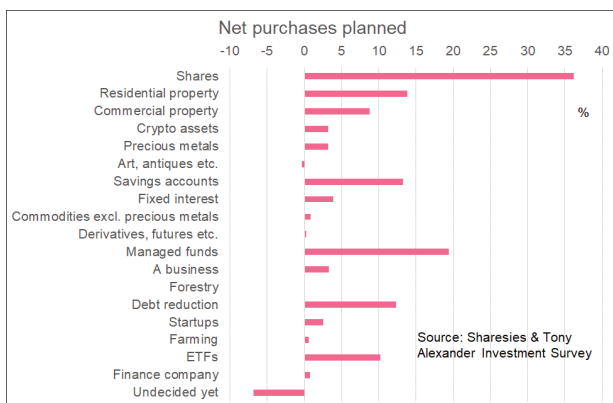 Net purchases planned
-10 -5 0 5 10 15 20 25 30 35 40
Shares
Residential property
Commercial property
%
Crypto assets
Precious metals
Art, antiques etc.
Savings accounts
Fixed interest
Commodities excl. precious metals
Derivatives, futures etc.
Managed funds
A business
Forestry
Debt reduction
Startups
Farming
Source: Sharesies & Tony
Alexander Investment Survey
ETFs
Finance company
Undecided yet